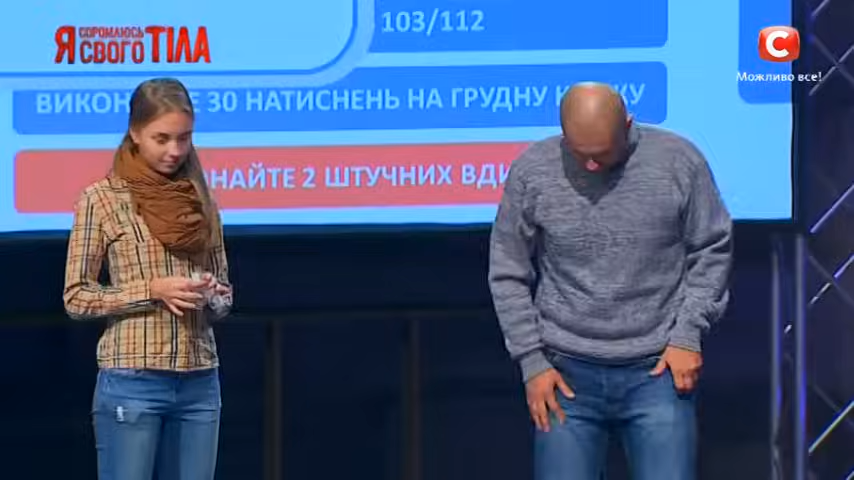 Я СОРОМЛЮСЬ СВОГО ТІЛА
103/112
НАТИСНЕНЬ НА ГРУДНУ
30
2 ШТУЧНИХ
Можливо все!